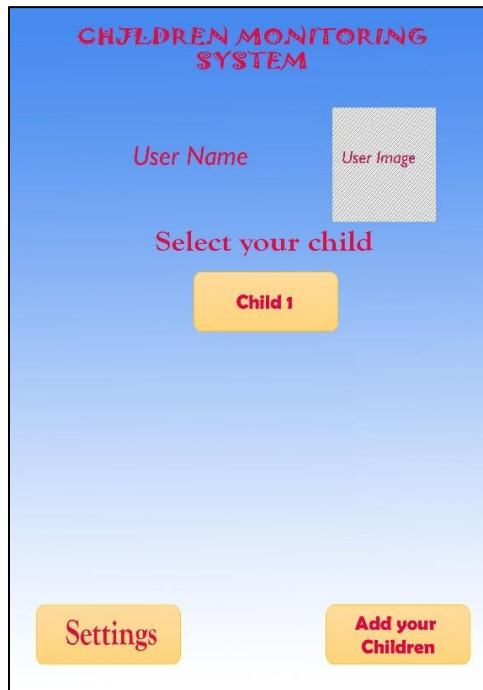 CHILDREN MONITORING
SYSTEM
User Name
User Image
Select your child
Child 1
Settings
Add your
Children